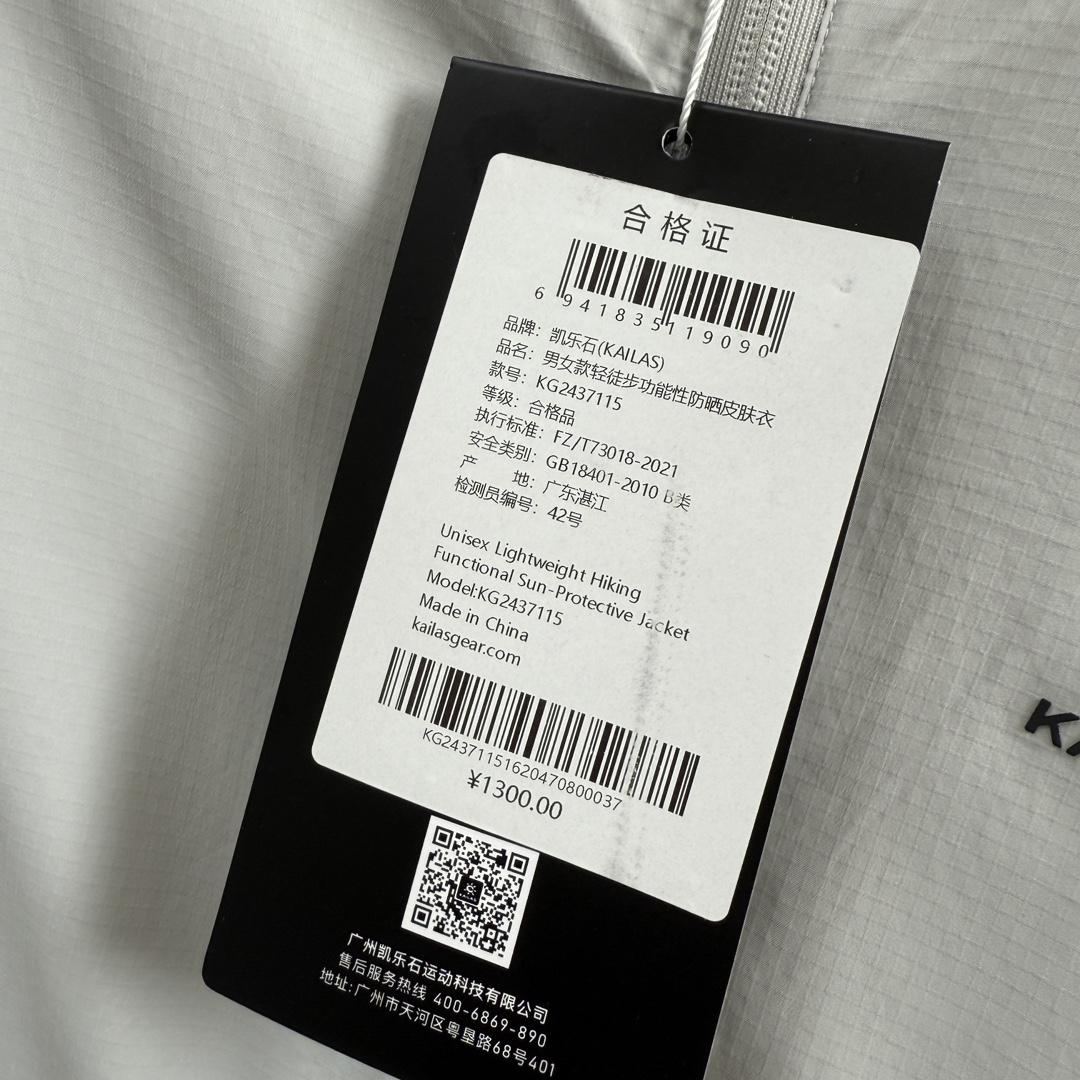 合格证
6 941835 119090
品牌: 凯乐石(KAILAS)
品名: 男女款轻徒步功能性防晒皮肤衣
款号: KG2437115
等级: 合格品
执行标准: FZ/T73018-2021
安全类别: GB18401-2010 B类
产 地: 广东湛江
检测员编号: 42号
Unisex Lightweight Hiking
Functional Sun-Protective Jacket
Model:KG2437115
Made in China
kailasgear.com
KG24371151620470800037
¥1300.00
广州凯乐石运动科技有限公司
售后服务热线 400-6869-890
地址: 广州市天河区粤垦路68号401